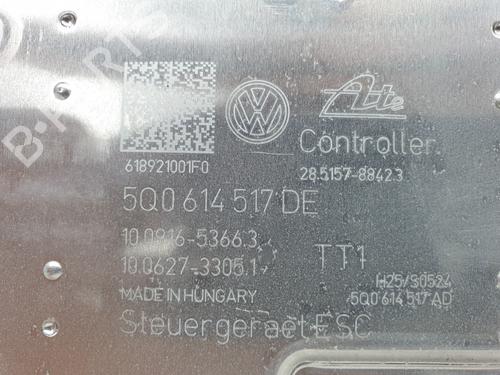 B-PARTS
Ate
Controller
618921001F0
28.5157-8842.3
5Q0 614 517 DE
10.0916-5366.3
10.0627-3305.1
TT1
H25/S0524
MADE IN HUNGARY
5Q0 614 517 AD
Steuergeraet ESC